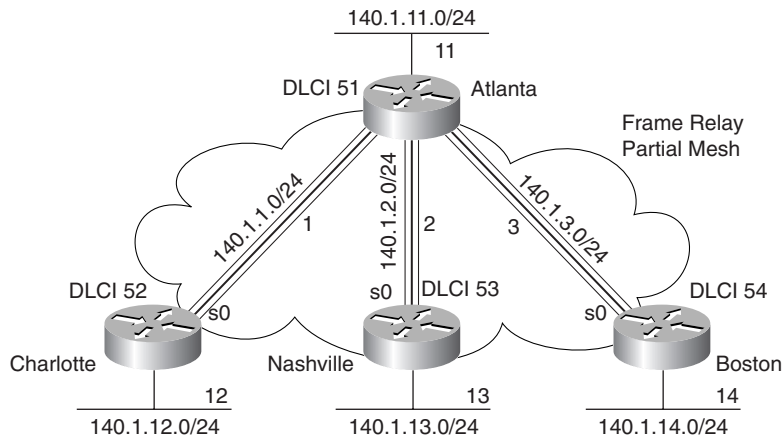 140.1.11.0/24
11
DLCI 51
Atlanta
Frame Relay
Partial Mesh
140.1.1.0/24
1
140.1.2.0/24
2
140.1.3.0/24
3
DLCI 52
s0
s0
DLCI 53
s0
DLCI 54
Charlotte
Nashville
Boston
12
13
14
140.1.12.0/24
140.1.13.0/24
140.1.14.0/24